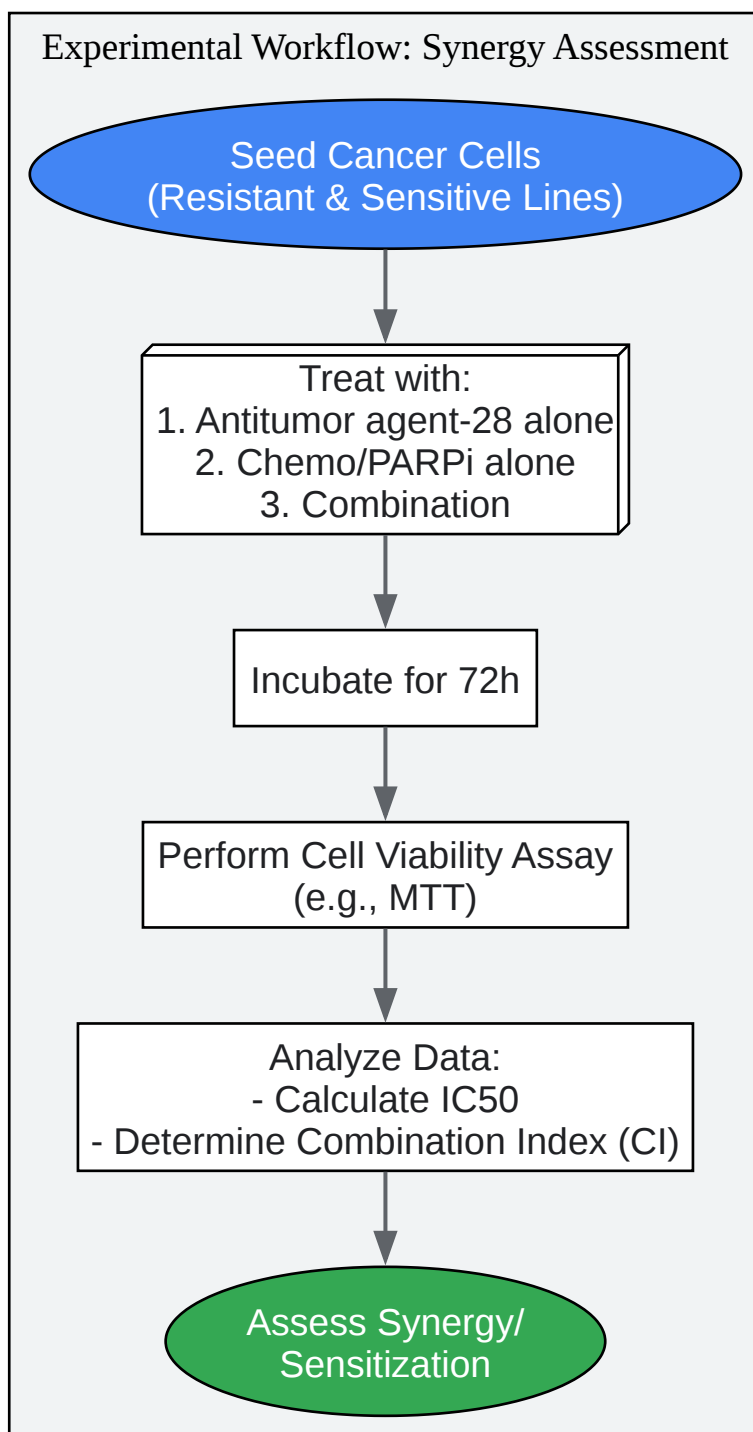 Experimental Workflow: Synergy Assessment
Seed Cancer Cells
(Resistant & Sensitive Lines)
Treat with:
1. Antitumor agent-28 alone
2. Chemo/PARPi alone
3. Combination
Incubate for 72h
Perform Cell Viability Assay
(e.g., MTT)
Analyze Data:
- Calculate IC50
- Determine Combination Index (CI)
Assess Synergy/
Sensitization